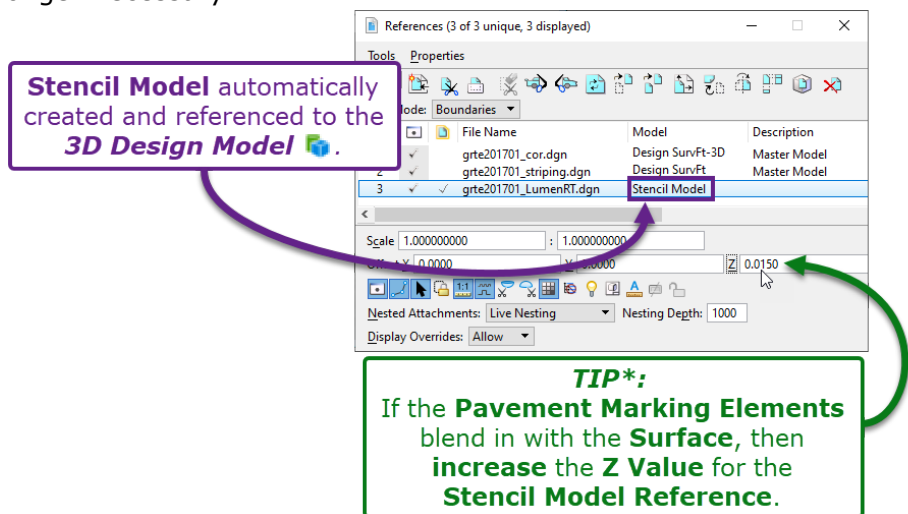 References (3 of 3 unique, 3 displayed)
Tools Properties
Stencil Model automatically
created and referenced to the
3D Design Model .
Mode: Boundaries
File Name Model Description
grte201701_cor.dgn Design SurvFt-3D Master Model
2 grte201701_striping.dgn Design SurvFt Master Model
3 grte201701_LumenRT.dgn Stencil Model
Scale 1.000000000 : 1.000000000
Offset X 0.0000 Y 0.0000 Z 0.0150
Nested Attachments: Live Nesting Nesting Depth: 1000
Display Overrides: Allow
TIP*:
If the Pavement Marking Elements
blend in with the Surface, then
increase the Z Value for the
Stencil Model Reference.